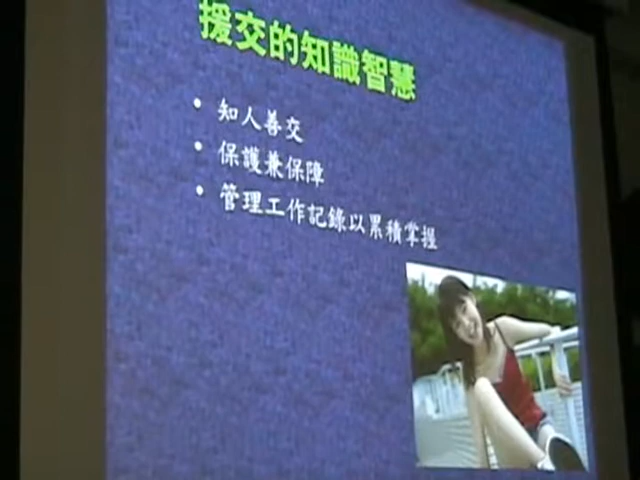 援交的知識智慧
• 知人善交
• 保護兼保障
• 管理工作記錄以累積掌握